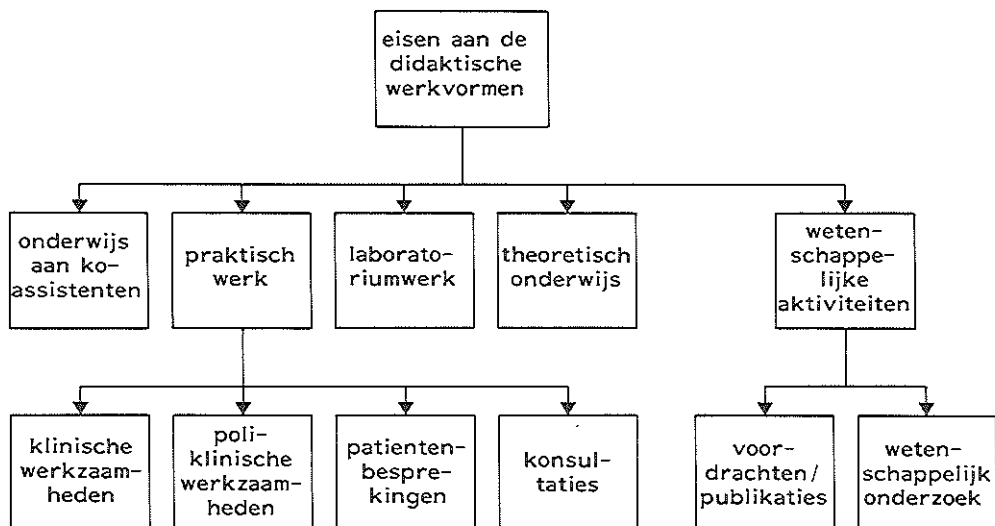 eisen aan de
didaktische
werkvormen
onderwijs
aan ko-
assistenten
praktisch
werk
laborato-
riumwerk
theoretisch
onderwijs
weten-
schappe-
lijke
aktiviteiten
klinische
werkzaam-
heden
poli-
klinische
werkzaam-
heden
patienten-
bespre-
kingen
konsul-
taties
voor-
drachten/
publikaties
weten-
schappelijk
onderzoek